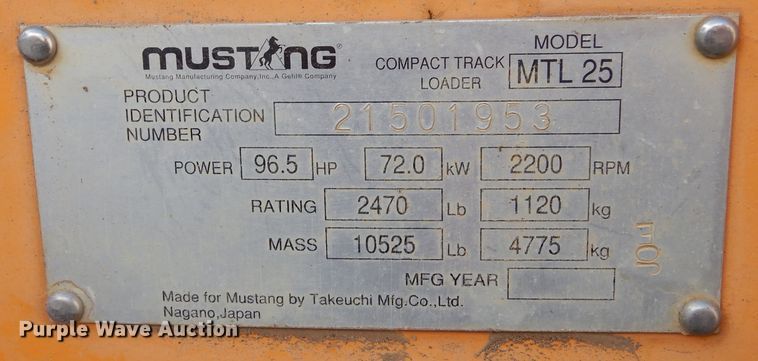 MUSTANG®
Mustang Manufacturing Company,Inc., A Gehl® Company
COMPACT TRACK LOADER
MODEL
MTL 25
PRODUCT IDENTIFICATION NUMBER
21501953
POWER 96.5 HP 72.0 kW 2200 RPM
RATING 2470 Lb 1120 kg
MASS 10525 Lb 4775 kg
MFG YEAR
Made for Mustang by Takeuchi Mfg.Co.,Ltd.
Nagano,Japan
Purple Wave Auction